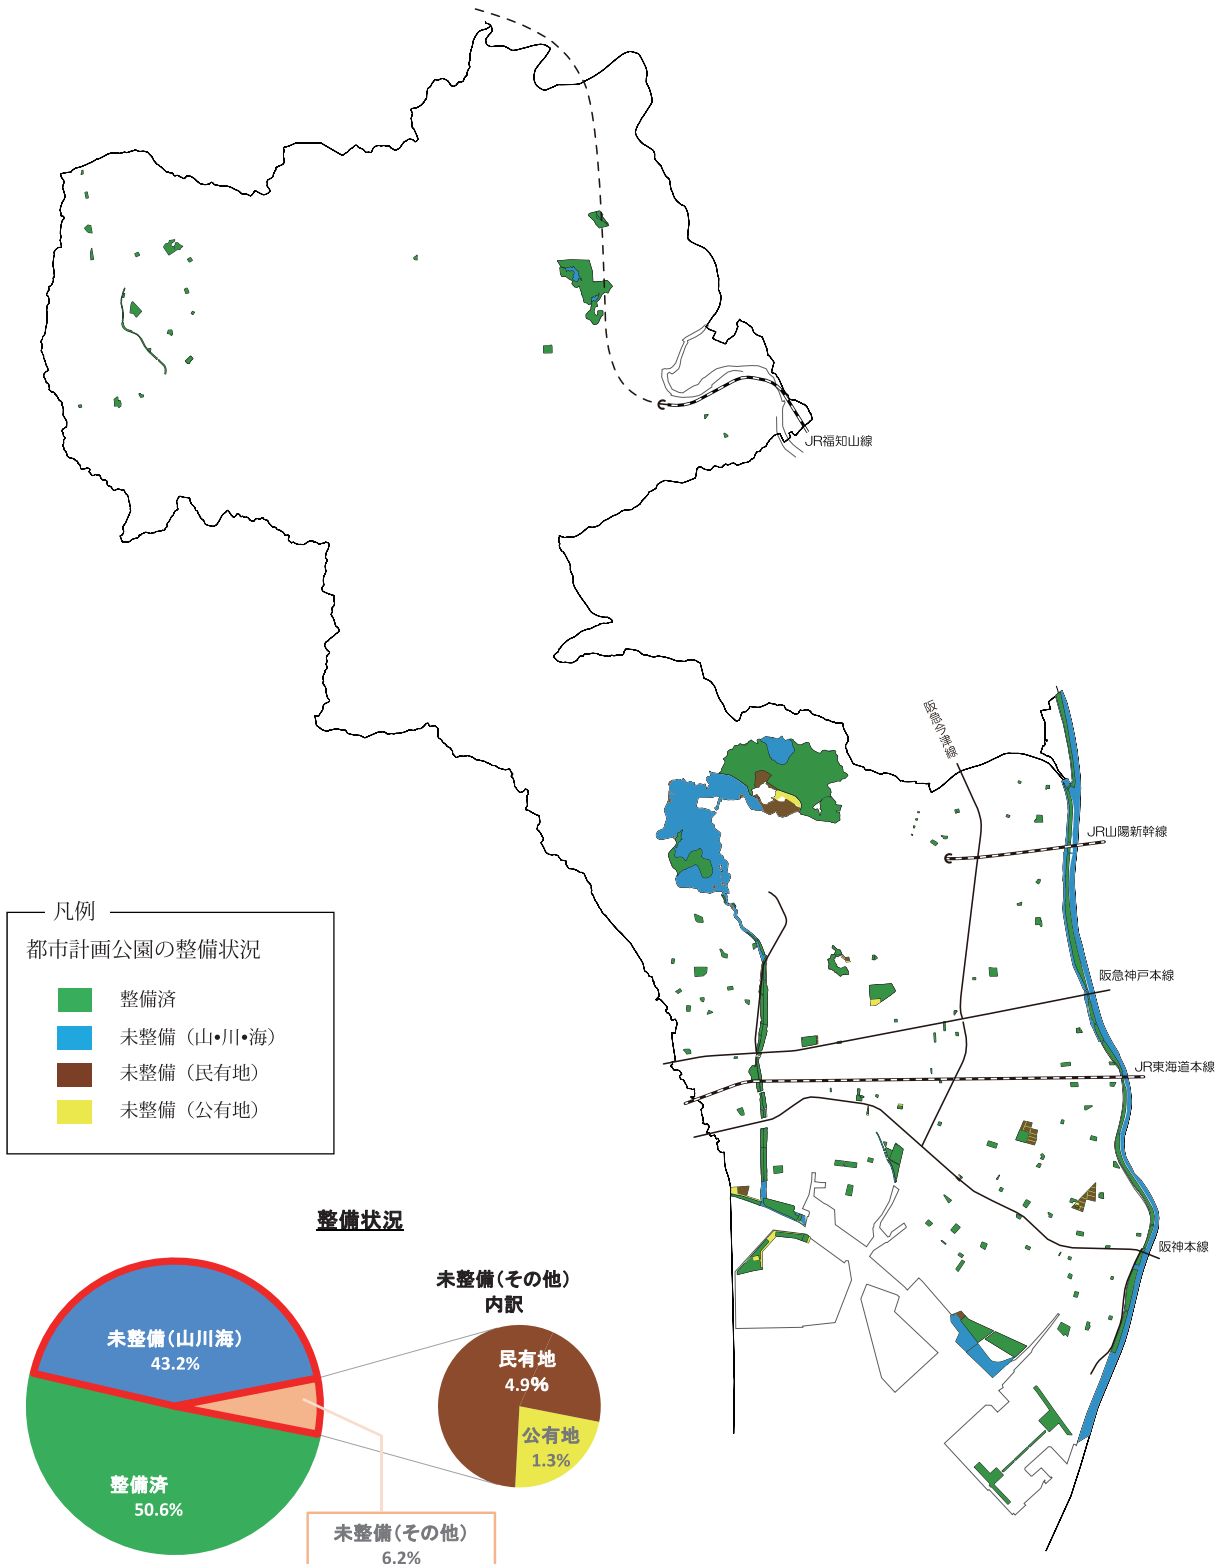 JR福知山線
阪急今津線
JR山陽新幹線
阪急神戸本線
JR東海道本線
阪神本線
凡例
都市計画公園の整備状況
整備済
未整備（山•川•海）
未整備（民有地）
未整備（公有地）
整備状況
未整備（山川海）
43.2%
整備済
50.6%
未整備（その他）
6.2%
未整備（その他）
内訳
民有地
4.9%
公有地
1.3%